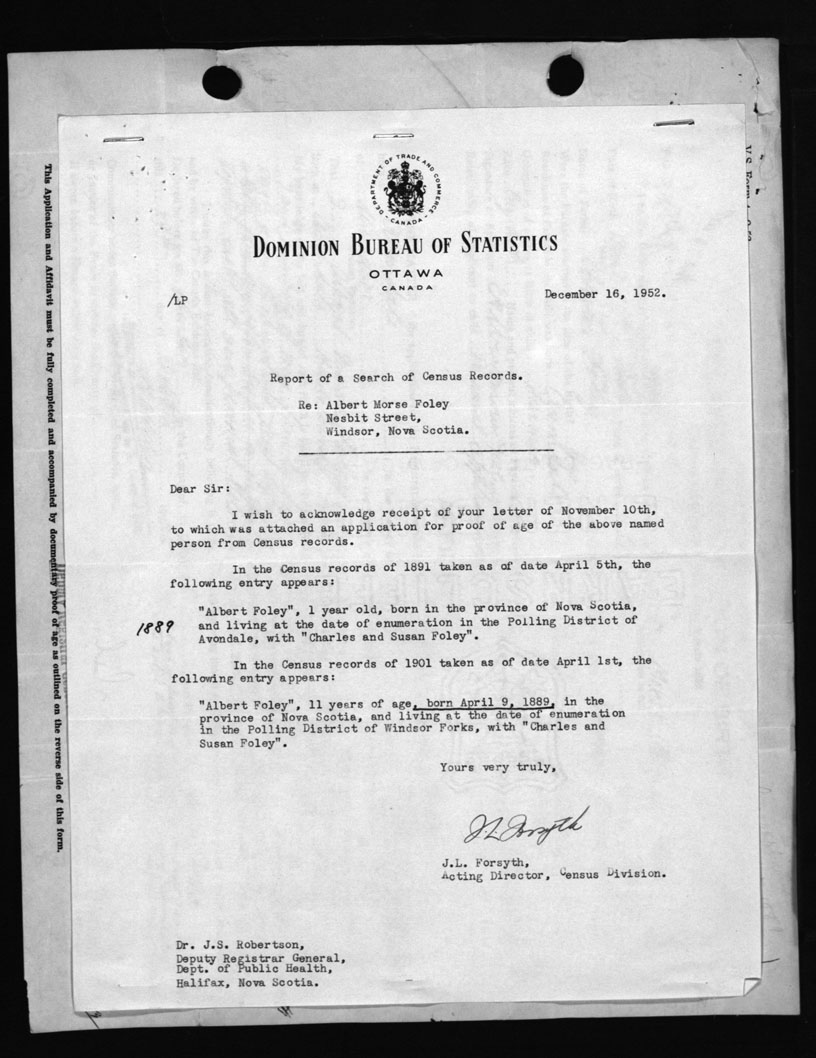 DEPARTMENT OF TRADE AND COMMERCE
- CANADA -
DOMINION BUREAU OF STATISTICS
OTTAWA
CANADA
/LP
December 16, 1952.
Report of a Search of Census Records.
Re: Albert Morse Foley
Nesbit Street,
Windsor, Nova Scotia.
Dear Sir:
I wish to acknowledge receipt of your letter of November 10th,
to which was attached an application for proof of age of the above named
person from Census records.
In the Census records of 1891 taken as of date April 5th, the
following entry appears:
"Albert Foley", 1 year old, born in the province of Nova Scotia,
1889 and living at the date of enumeration in the Polling District of
Avondale, with "Charles and Susan Foley".
In the Census records of 1901 taken as of date April 1st, the
following entry appears:
"Albert Foley", 11 years of age, born April 9, 1889, in the
province of Nova Scotia, and living at the date of enumeration
in the Polling District of Windsor Forks, with "Charles and
Susan Foley".
Yours very truly,
J L Forsyth
J.L. Forsyth,
Acting Director, Census Division.
Dr. J.S. Robertson,
Deputy Registrar General,
Dept. of Public Health,
Halifax, Nova Scotia.
This Application and Affidavit must be fully completed and accompanied by documentary proof of age as outlined on the reverse side of this form.